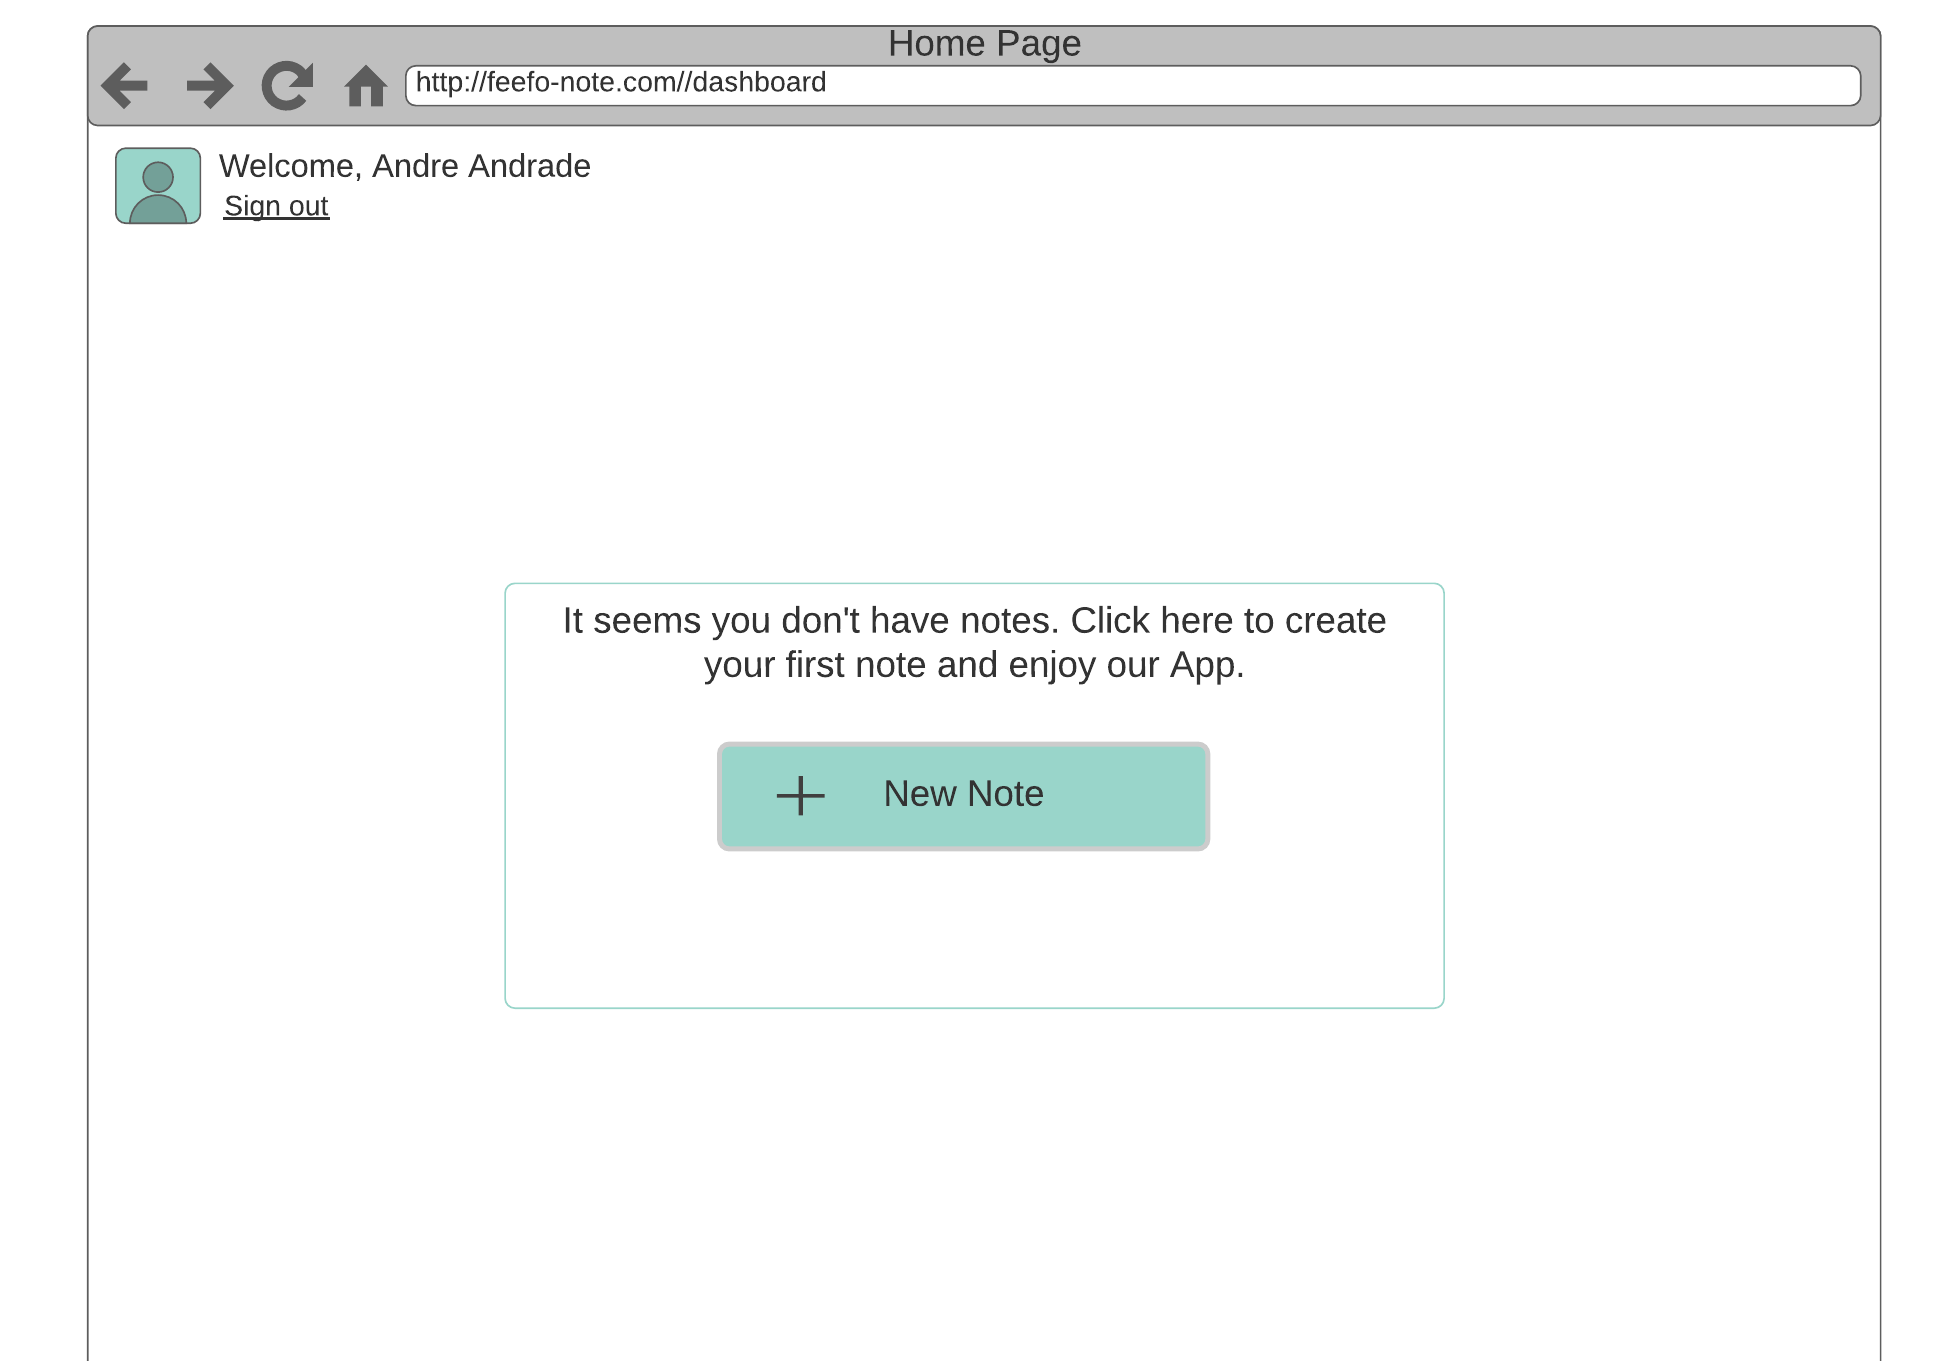 Home Page
http://feefo-note.com//dashboard
Welcome, Andre Andrade
Sign out
It seems you don't have notes. Click here to create
your first note and enjoy our App.
New Note